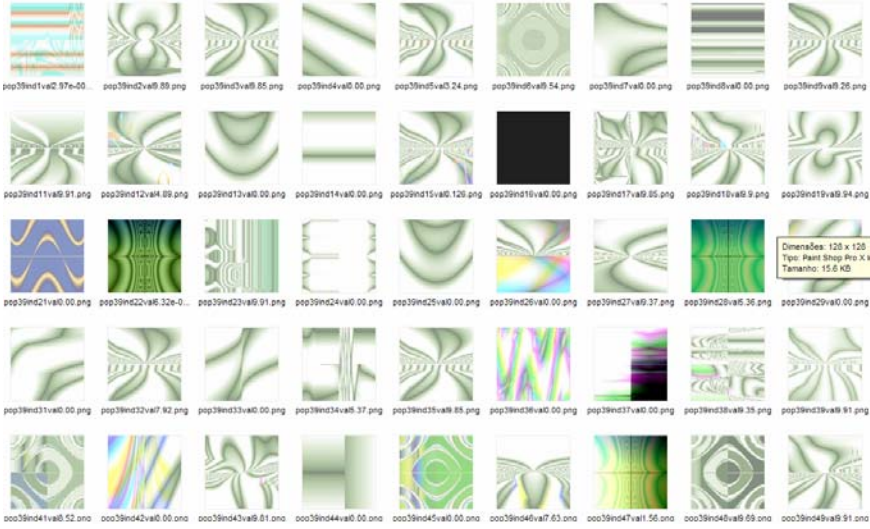 pop39ind1val2.97e-00... pop39ind2val9.89.png pop39ind3val9.85.png pop39ind4val0.00.png pop39ind5val3.24.png pop39ind6val9.54.png pop39ind7val0.00.png pop39ind8val0.00.png pop39ind9val9.26.png
pop39ind11val9.91.png pop39ind12val4.89.png pop39ind13val0.00.png pop39ind14val0.00.png pop39ind15val0.126.png pop39ind16val0.00.png pop39ind17val9.85.png pop39ind18val9.9.png pop39ind19val9.94.png
Dimensões: 128 x 128
Tipo: Paint Shop Pro X I
Tamanho: 15.6 KB
pop39ind21val0.00.png pop39ind22val6.32e-0... pop39ind23val9.91.png pop39ind24val0.00.png pop39ind25val0.00.png pop39ind26val0.00.png pop39ind27val9.37.png pop39ind28val5.36.png pop39ind29val0.00.png
pop39ind31val0.00.png pop39ind32val7.92.png pop39ind33val0.00.png pop39ind34val5.37.png pop39ind35val9.85.png pop39ind36val0.00.png pop39ind37val0.00.png pop39ind38val9.35.png pop39ind39val9.91.png
pop39ind41val8.52.png pop39ind42val0.00.png pop39ind43val9.81.png pop39ind44val0.00.png pop39ind45val0.00.png pop39ind46val7.63.png pop39ind47val1.56.png pop39ind48val9.69.png pop39ind49val9.91.png